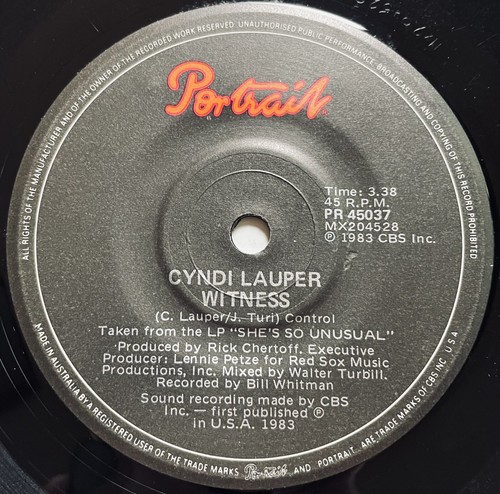 ALL RIGHTS OF THE MANUFACTURER AND OF THE OWNER OF THE RECORDED WORK RESERVED. UNAUTHORISED PUBLIC PERFORMANCE, BROADCASTING AND COPYING OF THIS RECORD PROHIBITED
Portrait
Time: 3.38
45 R.P.M.
PR 45037
MX204528
℗ 1983 CBS Inc.
CYNDI LAUPER
WITNESS
(C. Lauper/J. Turi) Control
Taken from the LP "SHE'S SO UNUSUAL"
Produced by Rick Chertoff. Executive
Producer: Lennie Petze for Red Sox Music
Productions, Inc. Mixed by Walter Turbill.
Recorded by Bill Whitman
Sound recording made by CBS
Inc. — first published ℗
in U.S.A. 1983
MADE IN AUSTRALIA BY A REGISTERED USER OF THE TRADE MARKS Portrait AND PORTRAIT ARE TRADE MARKS OF CBS INC U.S.A.